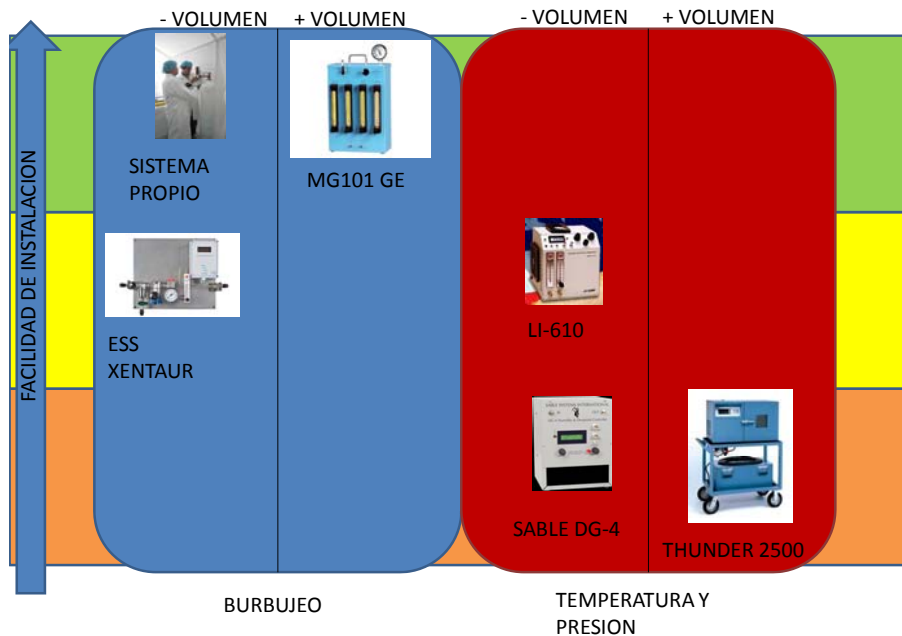 - VOLUMEN
+ VOLUMEN
- VOLUMEN
+ VOLUMEN
FACILIDAD DE INSTALACION
SISTEMA
PROPIO
MG101 GE
ESS
XENTAUR
LI-610
SABLE DG-4
THUNDER 2500
BURBUJEO
TEMPERATURA Y
PRESION